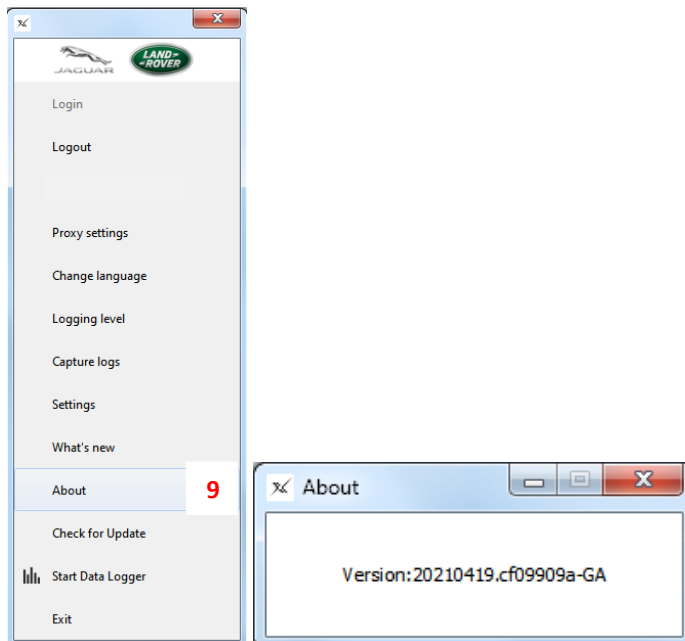 JAGUAR
LAND-
-ROVER
Login
Logout
Proxy settings
Change language
Logging level
Capture logs
Settings
What's new
About
9
Check for Update
Start Data Logger
Exit
About
Version:20210419.cf09909a-GA